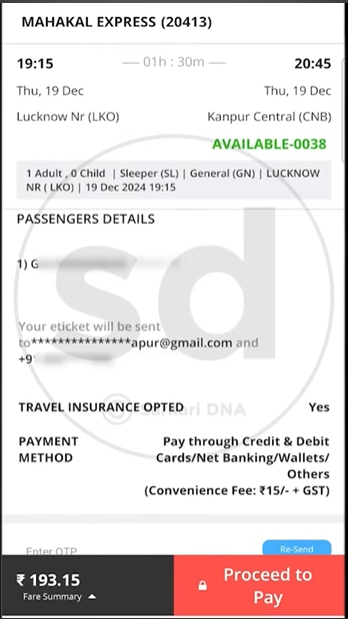 MAHAKAL EXPRESS (20413)
19:15 — 01h : 30m — 20:45
Thu, 19 Dec Thu, 19 Dec
Lucknow Nr (LKO) Kanpur Central (CNB)
AVAILABLE-0038
1 Adult , 0 Child | Sleeper (SL) | General (GN) | LUCKNOW
NR ( LKO) | 19 Dec 2024 19:15
PASSENGERS DETAILS
sd
1) G
Your eticket will be sent
to***************apur@gmail.com and
+9
DNA
TRAVEL INSURANCE OPTED Yes
PAYMENT Pay through Credit & Debit
METHOD Cards/Net Banking/Wallets/
Others
(Convenience Fee: ₹15/- + GST)
Enter OTP Re-Send
₹ 193.15 Proceed to
Fare Summary Pay